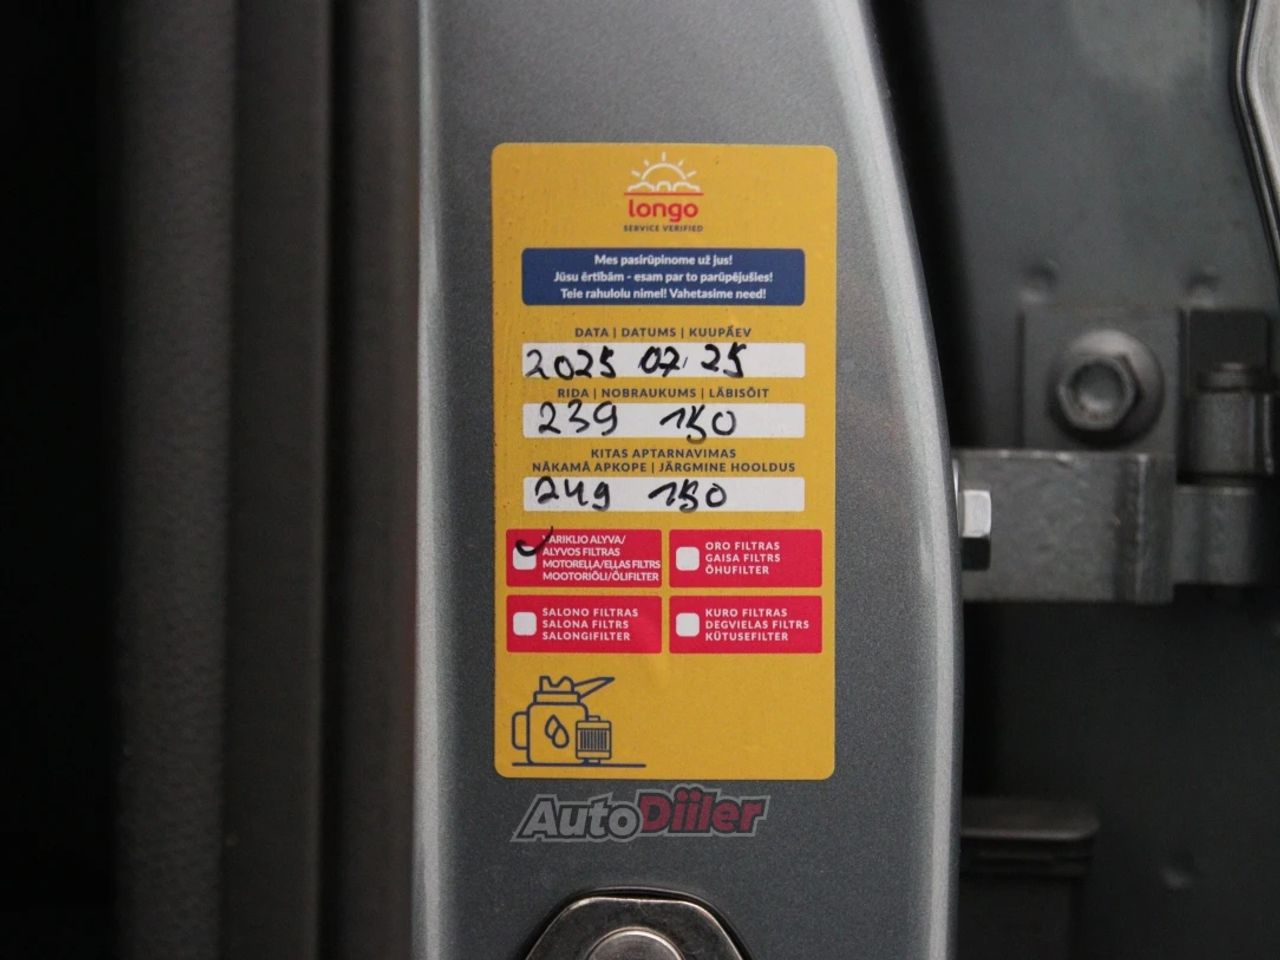 longo
SERVICE VERIFIED
Mes pasirūpinome už jus!
Jūsu ērtībām - esam par to parūpējušies!
Teie rahulolu nimel! Vahetasime need!
DATA | DATUMS | KUUPÄEV
2025 07. 25
RIDA | NOBRAUKUMS | LÄBISÕIT
239 150
KITAS APTARNAVIMAS
NĀKAMĀ APKOPE | JÄRGMINE HOOLDUS
249 150
VARIKLIO ALYVA/
ALYVOS FILTRAS
MOTOREĻĻA/EĻĻAS FILTRS
MOOTORIÕLI/ÕLIFILTER
ORO FILTRAS
GAISA FILTRS
ÕHUFILTER
SALONO FILTRAS
SALONA FILTRS
SALONGIFILTER
KURO FILTRAS
DEGVIELAS FILTRS
KÜTUSEFILTER
AutoDiiler